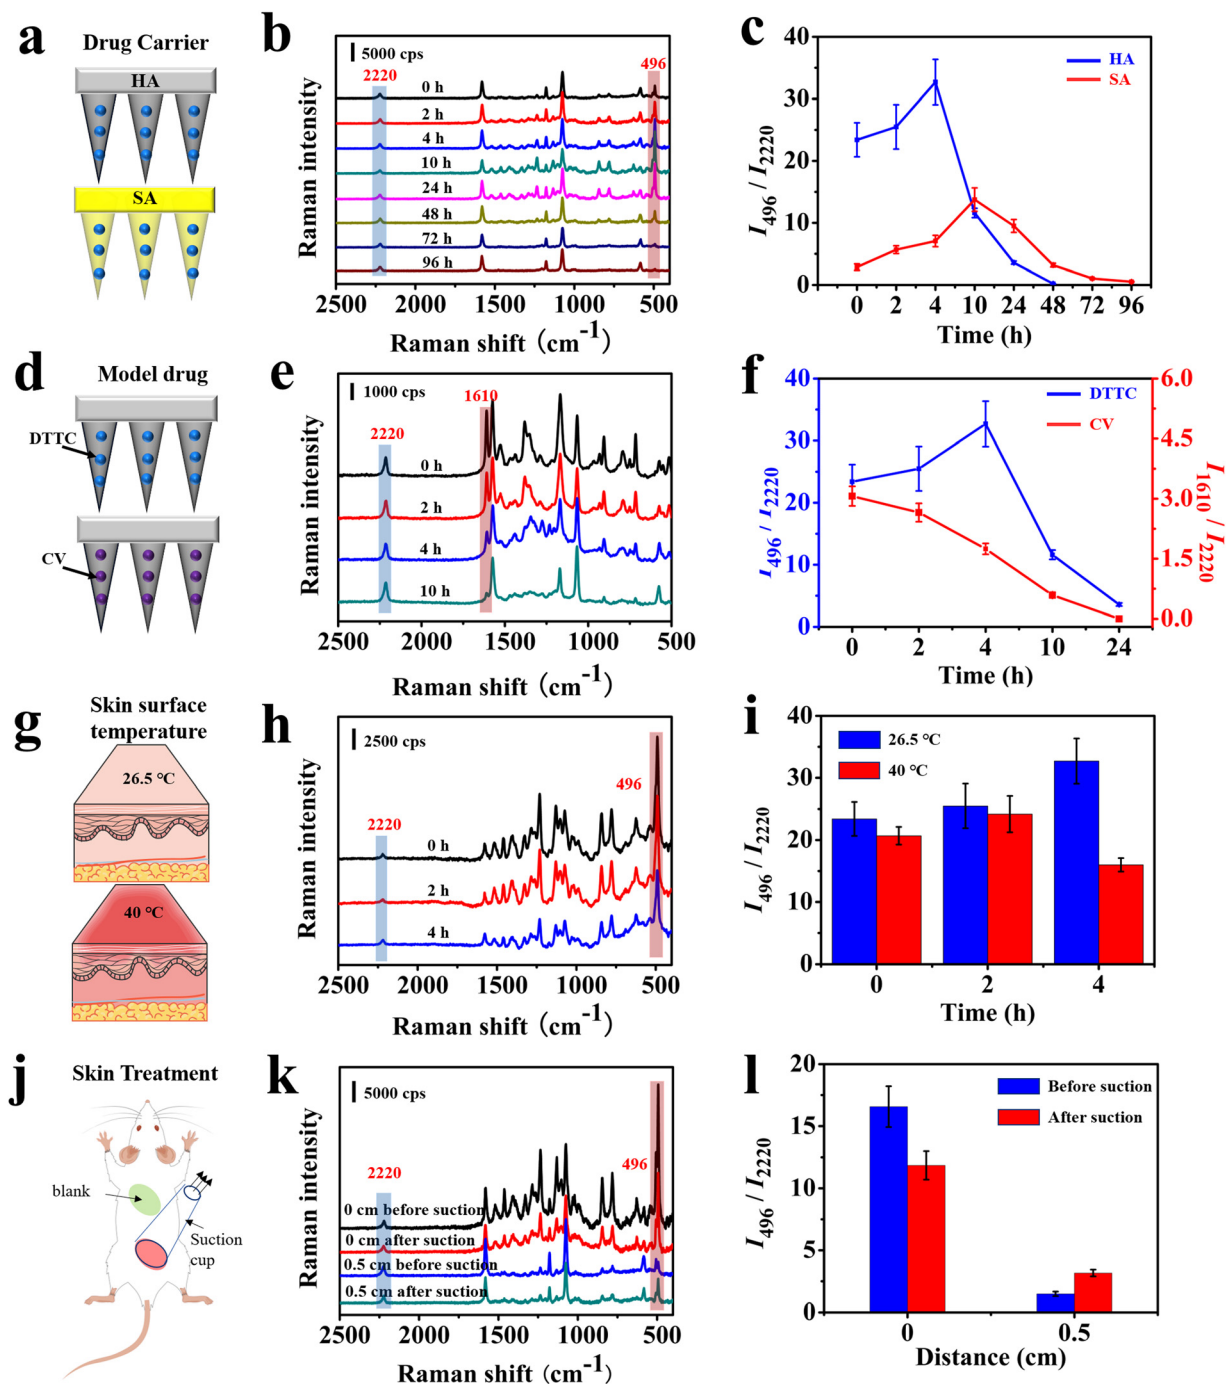 a
Drug Carrier
HA
SA
b
5000 cps
2220
496
0 h
2 h
4 h
10 h
24 h
48 h
72 h
96 h
Raman intensity
2500 2000 1500 1000 500
Raman shift (cm-1)
c
HA
SA
I496 / I2220
40
30
20
10
0
0 2 4 10 24 48 72 96
Time (h)
d
Model drug
DTTC
CV
e
1000 cps
2220
1610
0 h
2 h
4 h
10 h
Raman intensity
2500 2000 1500 1000 500
Raman shift (cm-1)
f
DTTC
CV
I496 / I2220
40
30
20
10
0
I1610 / I2220
6.0
4.5
3.0
1.5
0.0
0 2 4 10 24
Time (h)
g
Skin surface
temperature
26.5 °C
40 °C
h
2500 cps
2220
496
0 h
2 h
4 h
Raman intensity
2500 2000 1500 1000 500
Raman shift (cm-1)
i
26.5 °C
40 °C
I496 / I2220
40
30
20
10
0
0 2 4
Time (h)
j
Skin Treatment
blank
Suction
cup
k
5000 cps
2220
496
0 cm before suction
0 cm after suction
0.5 cm before suction
0.5 cm after suction
Raman intensity
2500 2000 1500 1000 500
Raman shift (cm-1)
l
Before suction
After suction
I496 / I2220
20
15
10
5
0
0 0.5
Distance (cm)